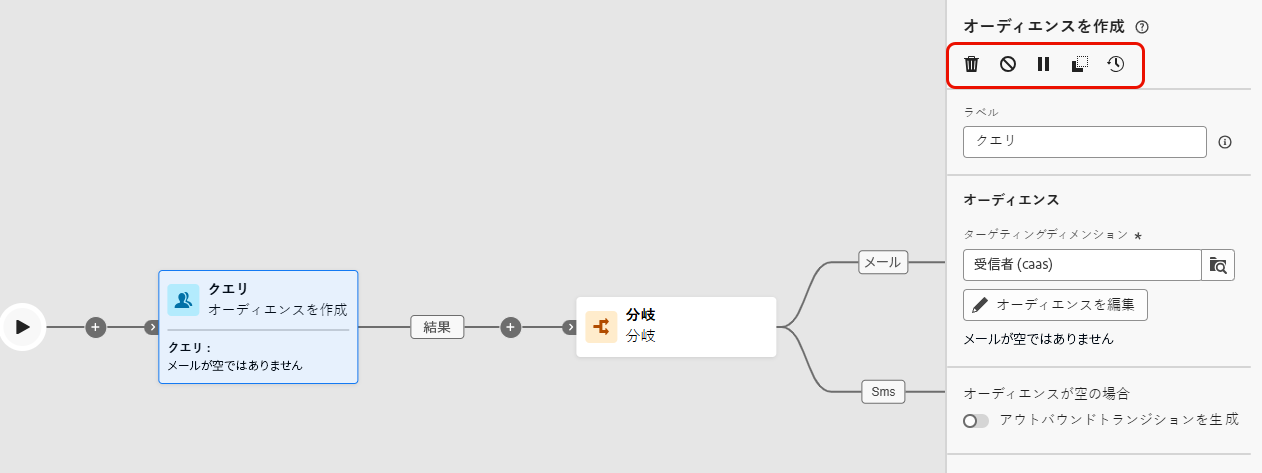 クエリ
オーディエンスを作成
クエリ :
メールが空ではありません
結果
分岐
分岐
メール
Sms
オーディエンスを作成
ラベル
クエリ
オーディエンス
ターゲティングディメンション *
受信者 (caas)
オーディエンスを編集
メールが空ではありません
オーディエンスが空の場合
アウトバウンドトランジションを生成